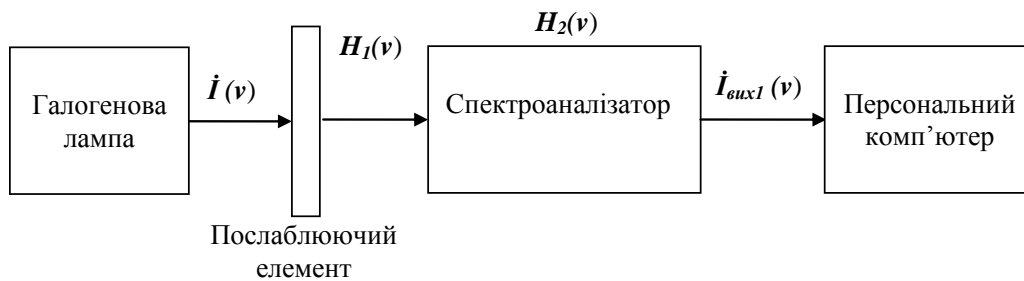 H₂(ν)
H₁(ν)
İ (ν)
İвих1 (ν)
Галогенова
лампа
Спектроаналізатор
Персональний
комп’ютер
Послаблюючий
елемент